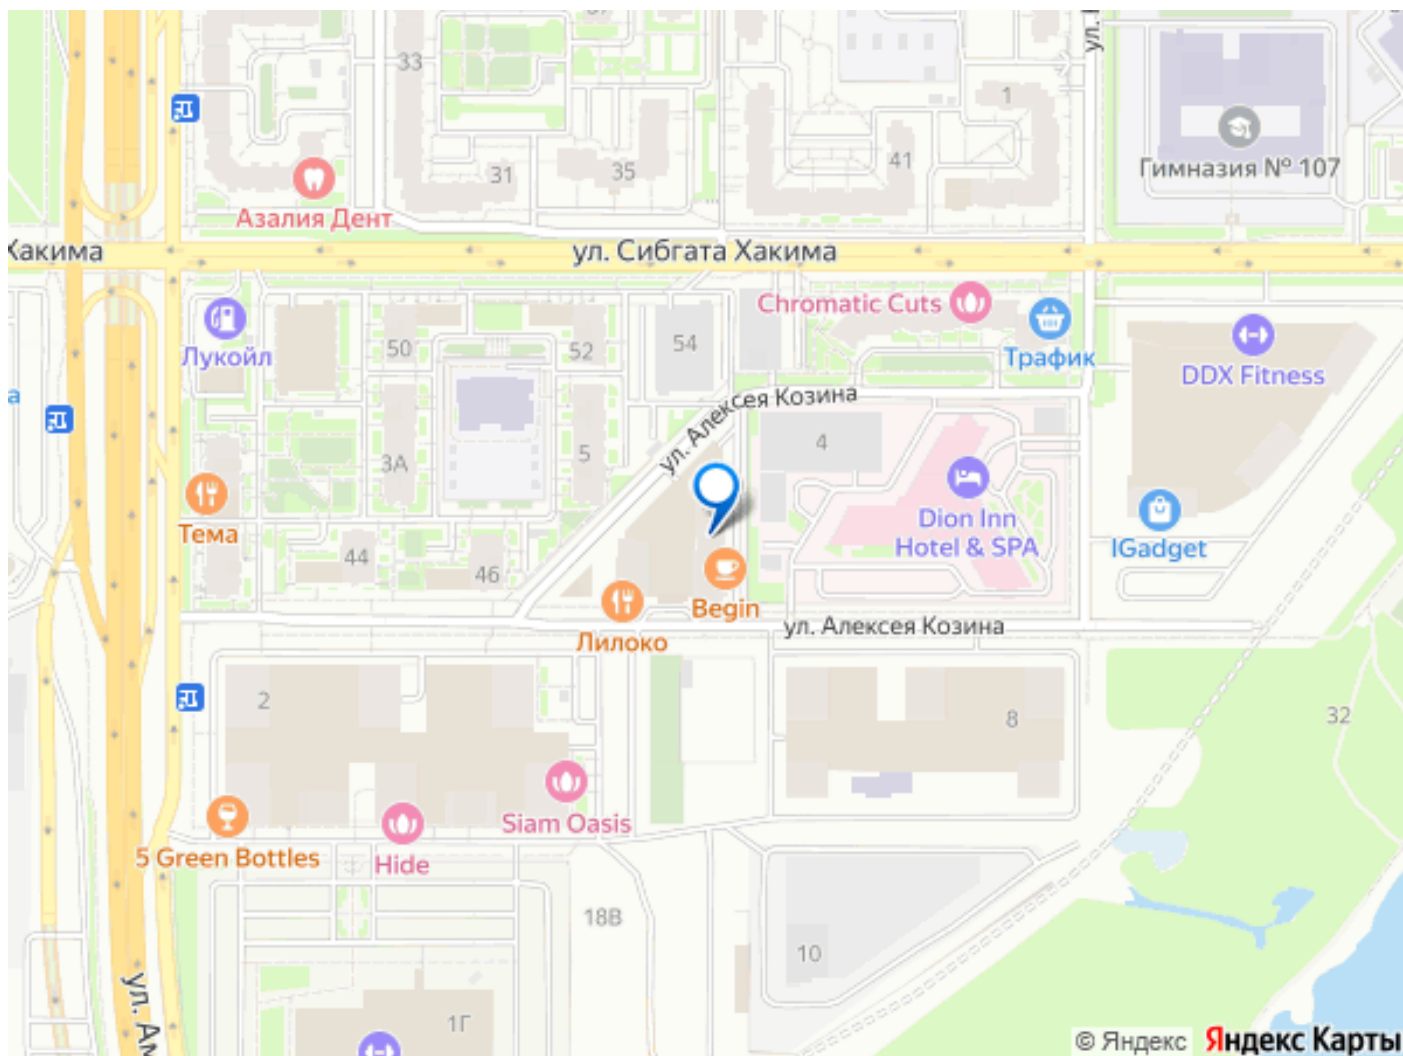 33
1
41
Гимназия № 107
31
35
Азалия Дент
Хакима
ул. Сибгата Хакима
Chromatic Cuts
Лукойл
50
52
54
Трафик
DDX Fitness
а
ул. Алексея Козина
4
3А
5
Тема
Dion Inn
Hotel & SPA
IGadget
44
46
Begin
Лилоко
ул. Алексея Козина
2
8
32
Siam Oasis
5 Green Bottles
Hide
18В
10
ул. Ам
1Г
© Яндекс Яндекс Карты